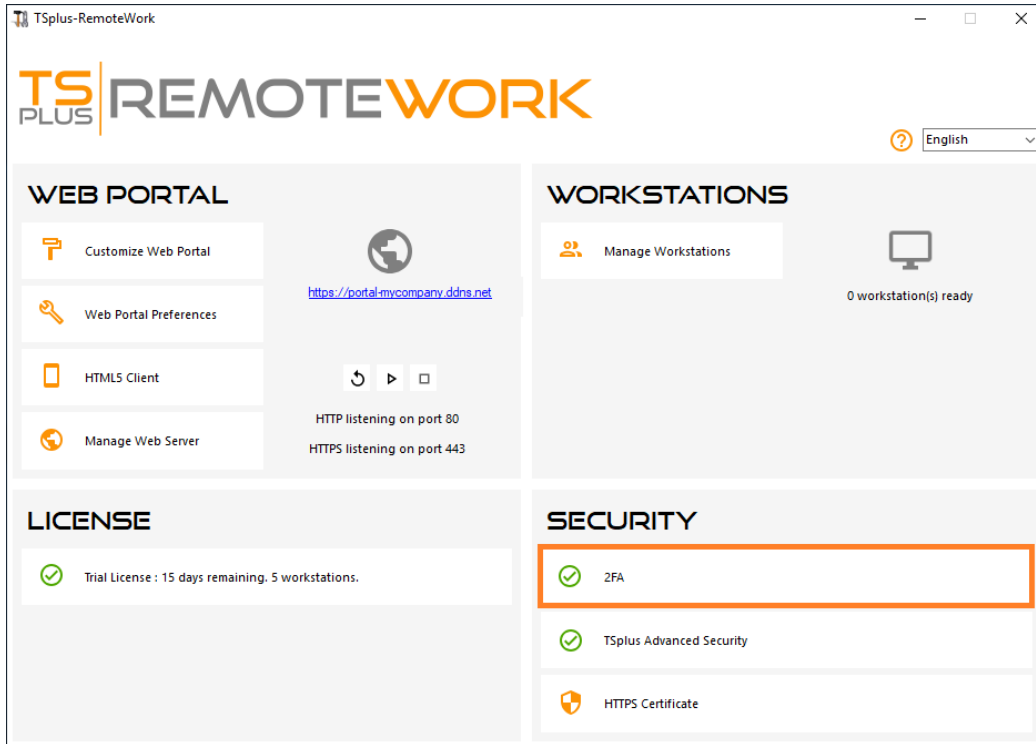 TSplus-RemoteWork
TS PLUS REMOTEWORK
English
WEB PORTAL
Customize Web Portal
Web Portal Preferences
HTML5 Client
Manage Web Server
https://portal-mycompany.ddns.net
HTTP listening on port 80
HTTPS listening on port 443
WORKSTATIONS
Manage Workstations
0 workstation(s) ready
LICENSE
Trial License : 15 days remaining. 5 workstations.
SECURITY
2FA
TSplus Advanced Security
HTTPS Certificate